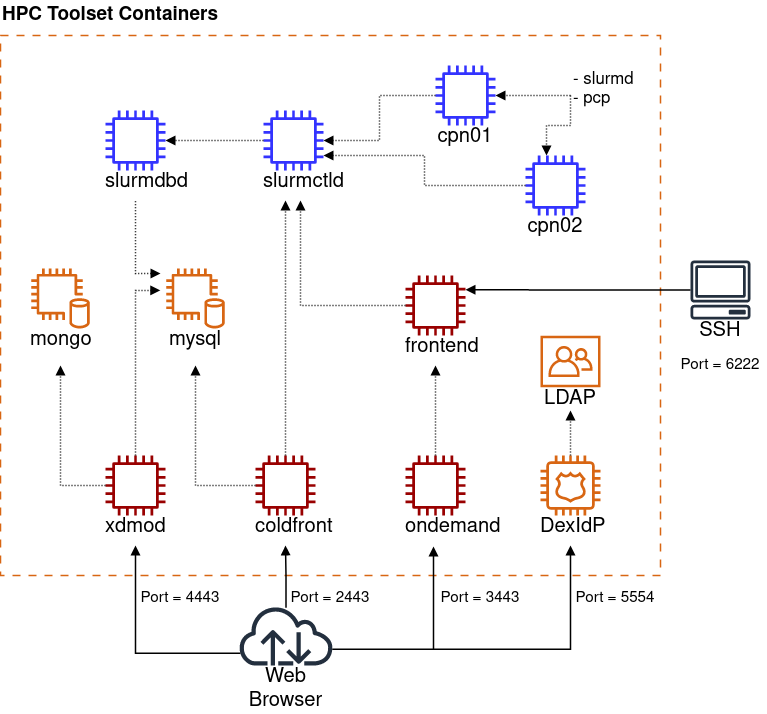 HPC Toolset Containers
- slurmd
- pcp
cpn01
slurmdbd
slurmctld
cpn02
mongo
mysql
frontend
SSH
Port = 6222
LDAP
xdmod
coldfront
ondemand
DexIdP
Port = 4443
Port = 2443
Port = 3443
Port = 5554
Web
Browser